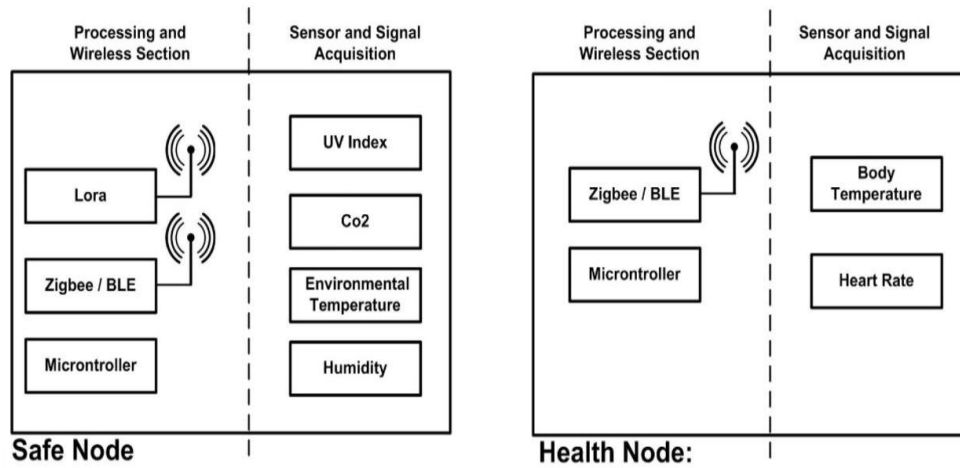 Processing and
Wireless Section
Sensor and Signal
Acquisition
Lora
Zigbee / BLE
Microntroller
UV Index
Co2
Environmental
Temperature
Humidity
Safe Node
Processing and
Wireless Section
Sensor and Signal
Acquisition
Zigbee / BLE
Microntroller
Body
Temperature
Heart Rate
Health Node: